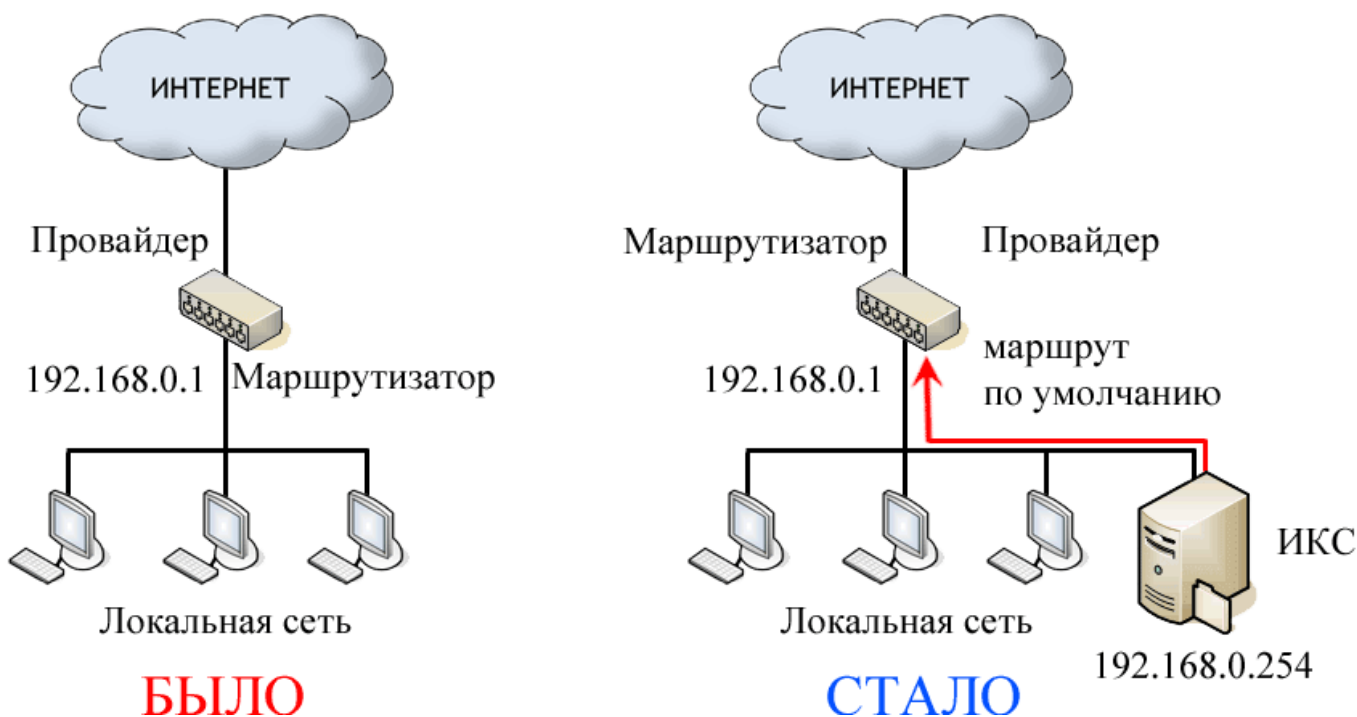 ИНТЕРНЕТ
Провайдер
192.168.0.1
Маршрутизатор
Локальная сеть
БЫЛО
ИНТЕРНЕТ
Маршрутизатор
Провайдер
192.168.0.1
маршрут
по умолчанию
ИКС
Локальная сеть
192.168.0.254
СТАЛО